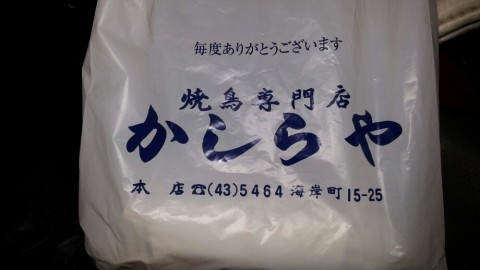 毎度ありがとうございます
焼鳥専門店
かしらや
本 店☎(43)5464 海岸町15-25